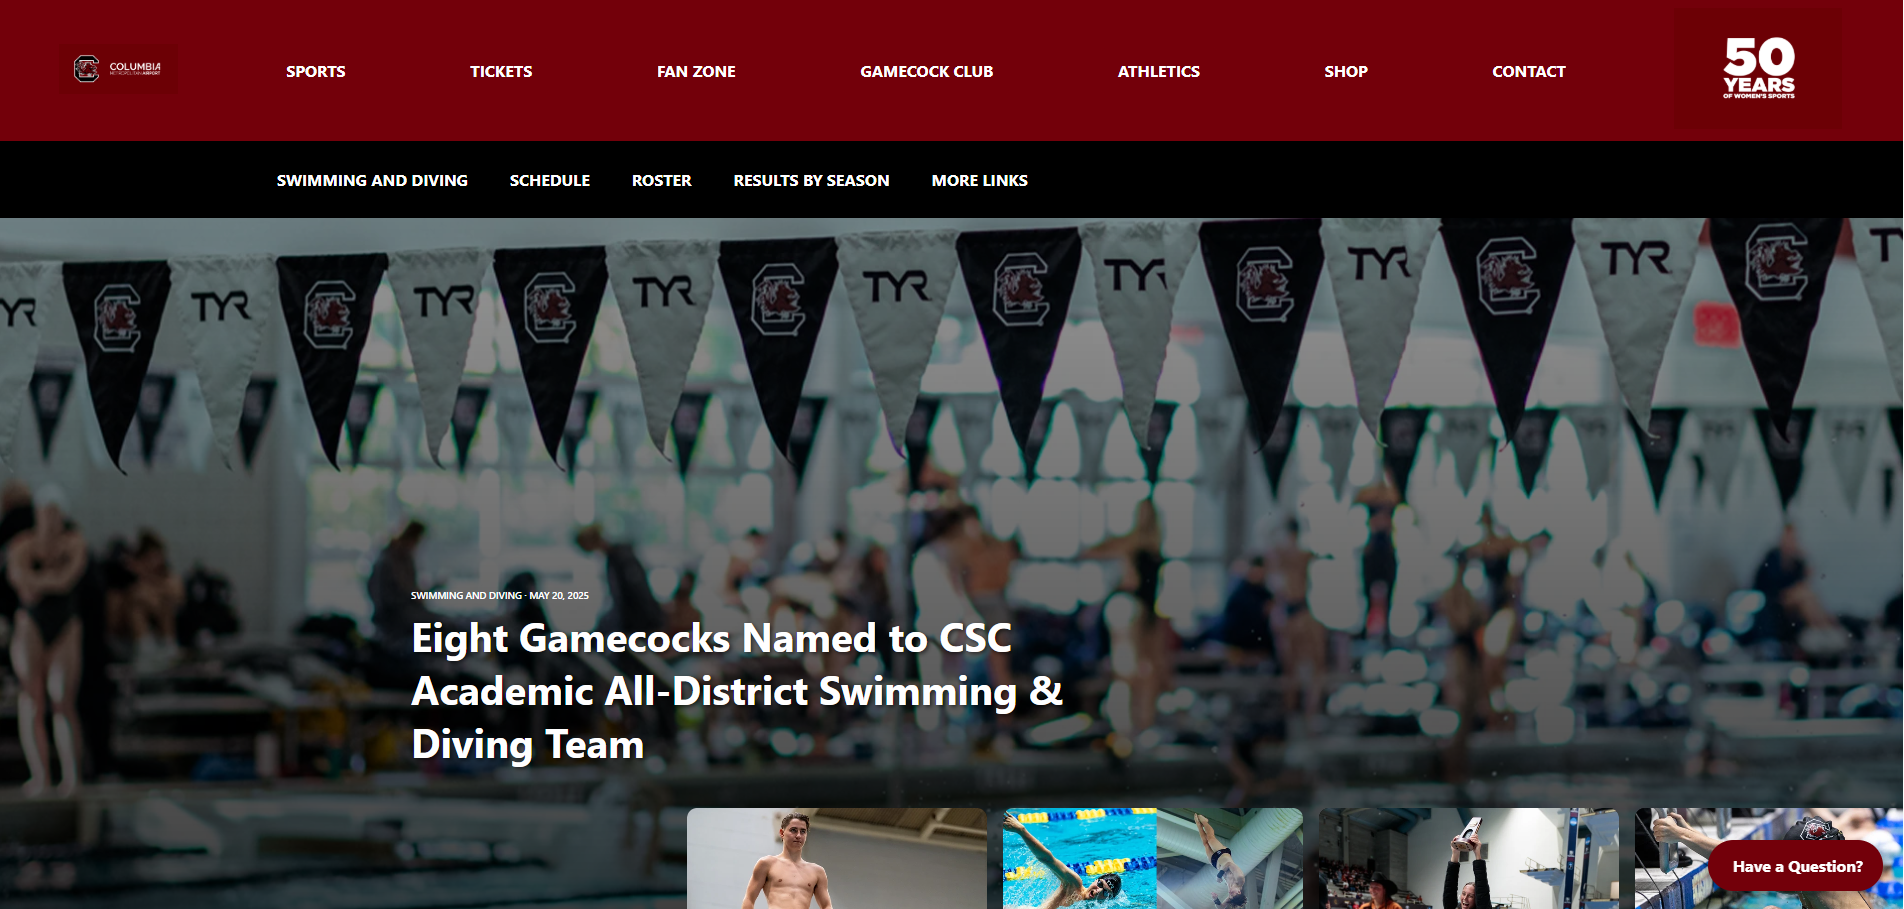 COLUMBIA
METROPOLITAN AIRPORT
SPORTS
TICKETS
FAN ZONE
GAMECOCK CLUB
ATHLETICS
SHOP
CONTACT
50
YEARS
OF WOMEN'S SPORTS
SWIMMING AND DIVING
SCHEDULE
ROSTER
RESULTS BY SEASON
MORE LINKS
TYR
TYR
TYR
TYR
TYR
TYR
TYR
TYR
SWIMMING AND DIVING · MAY 20, 2025
Eight Gamecocks Named to CSC
Academic All-District Swimming &
Diving Team
Have a Question?